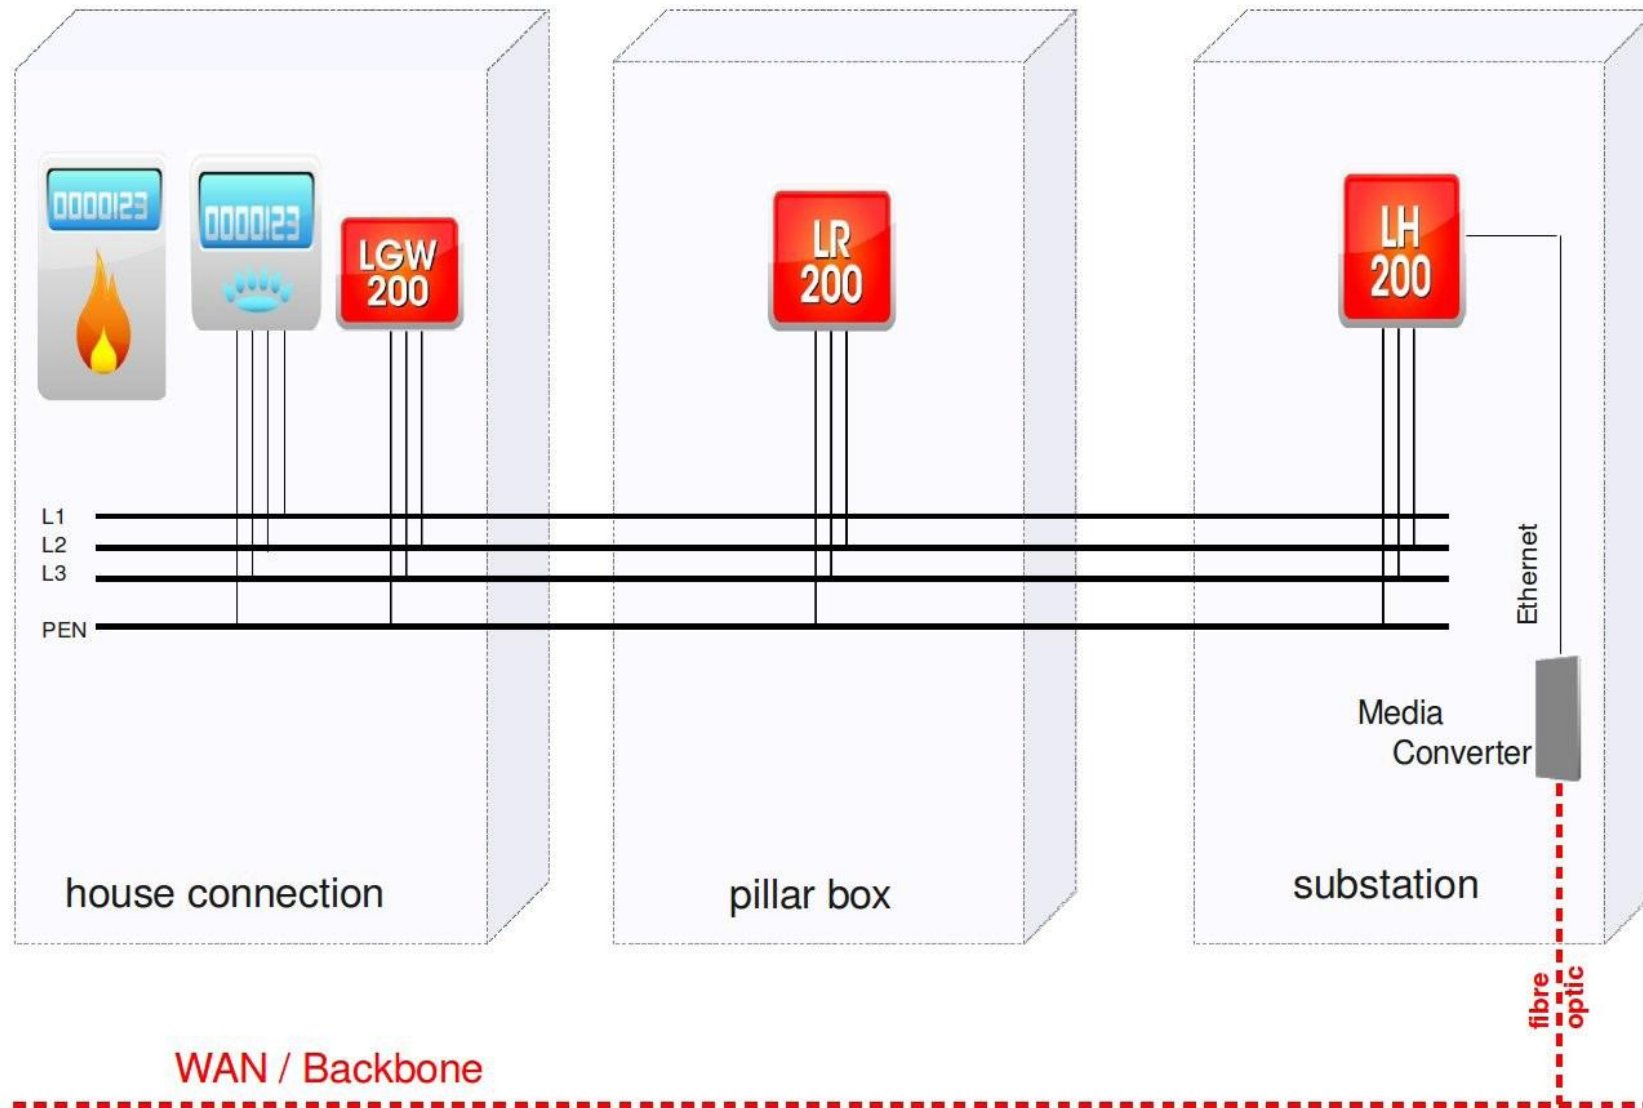 0000123
0000123
LGW
200
LR
200
LH
200
L1
L2
L3
PEN
Ethernet
Media
Converter
house connection
pillar box
substation
fibre
optic
WAN / Backbone